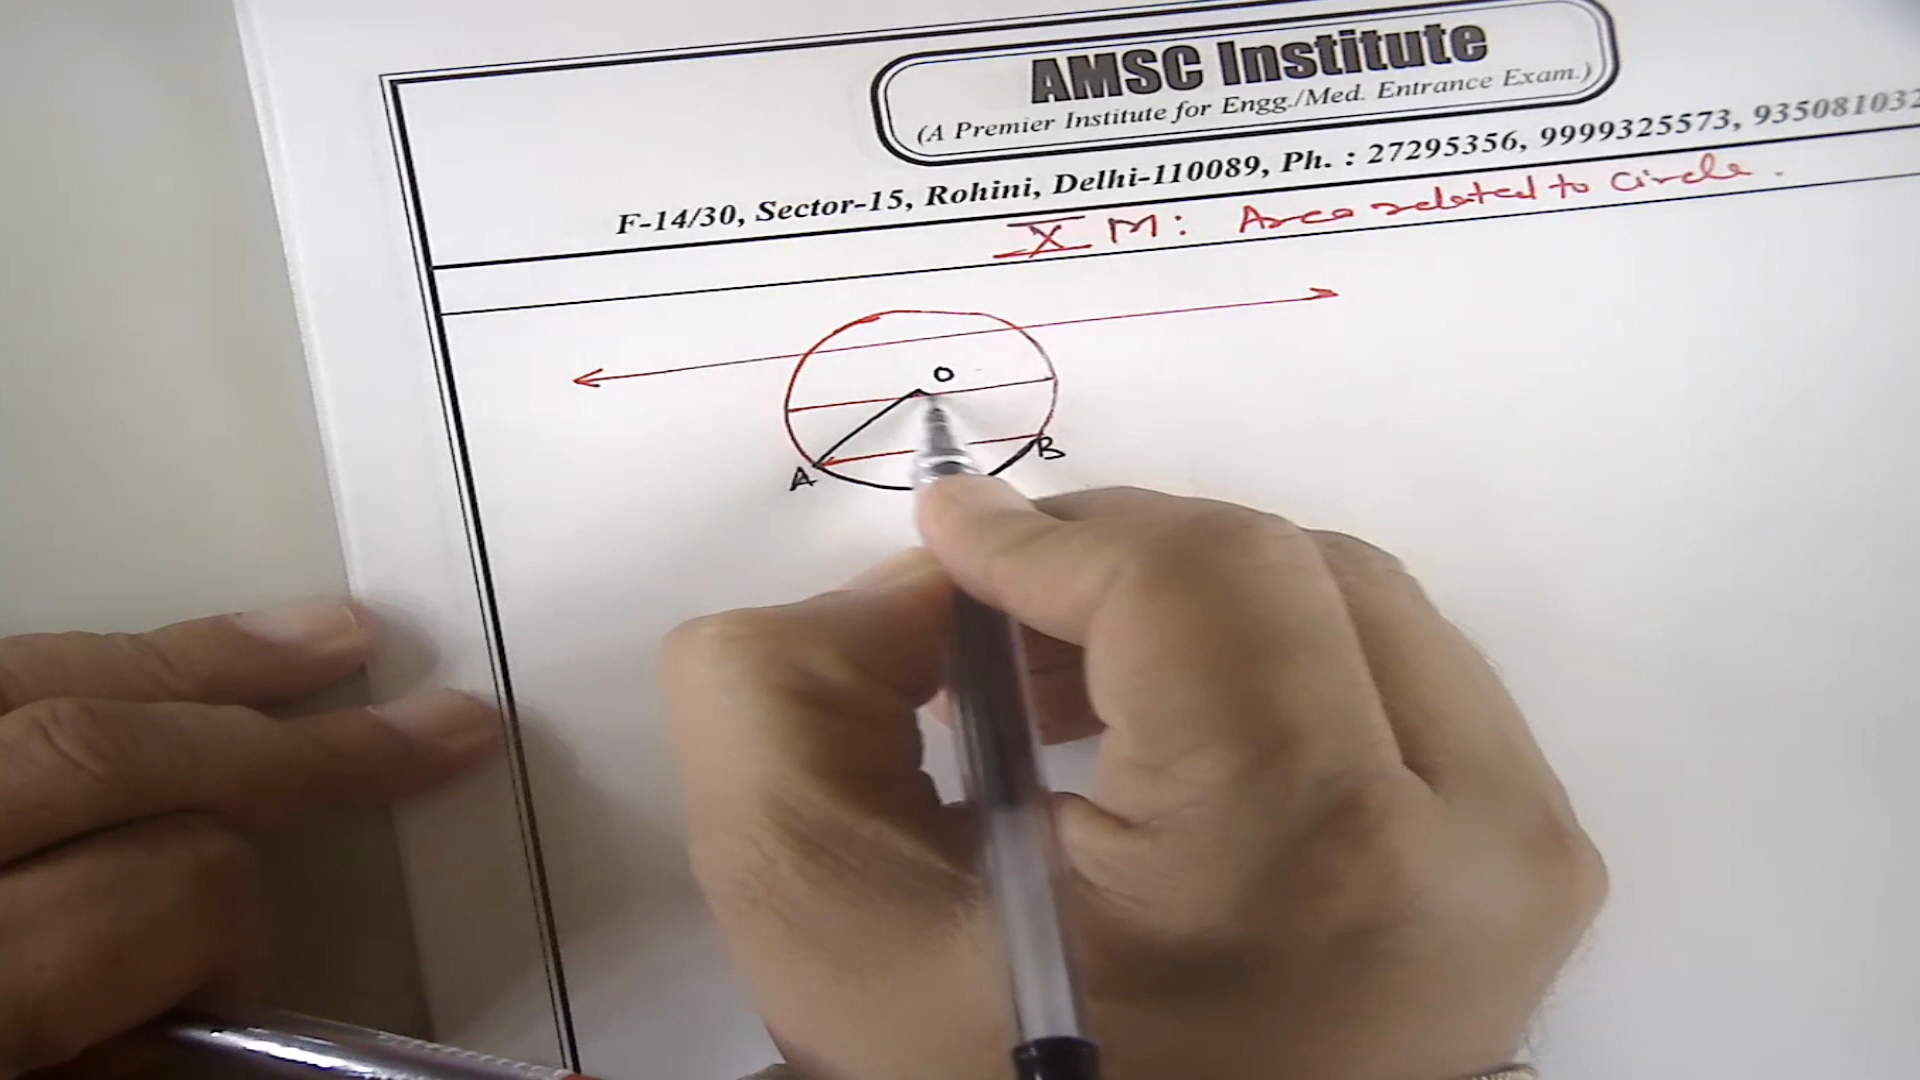 AMSC Institute
(A Premier Institute for Engg./Med. Entrance Exam.)
F-14/30, Sector-15, Rohini, Delhi-110089, Ph. : 27295356, 9999325573, 935081032
X M: Area related to Circle.
O
A
B